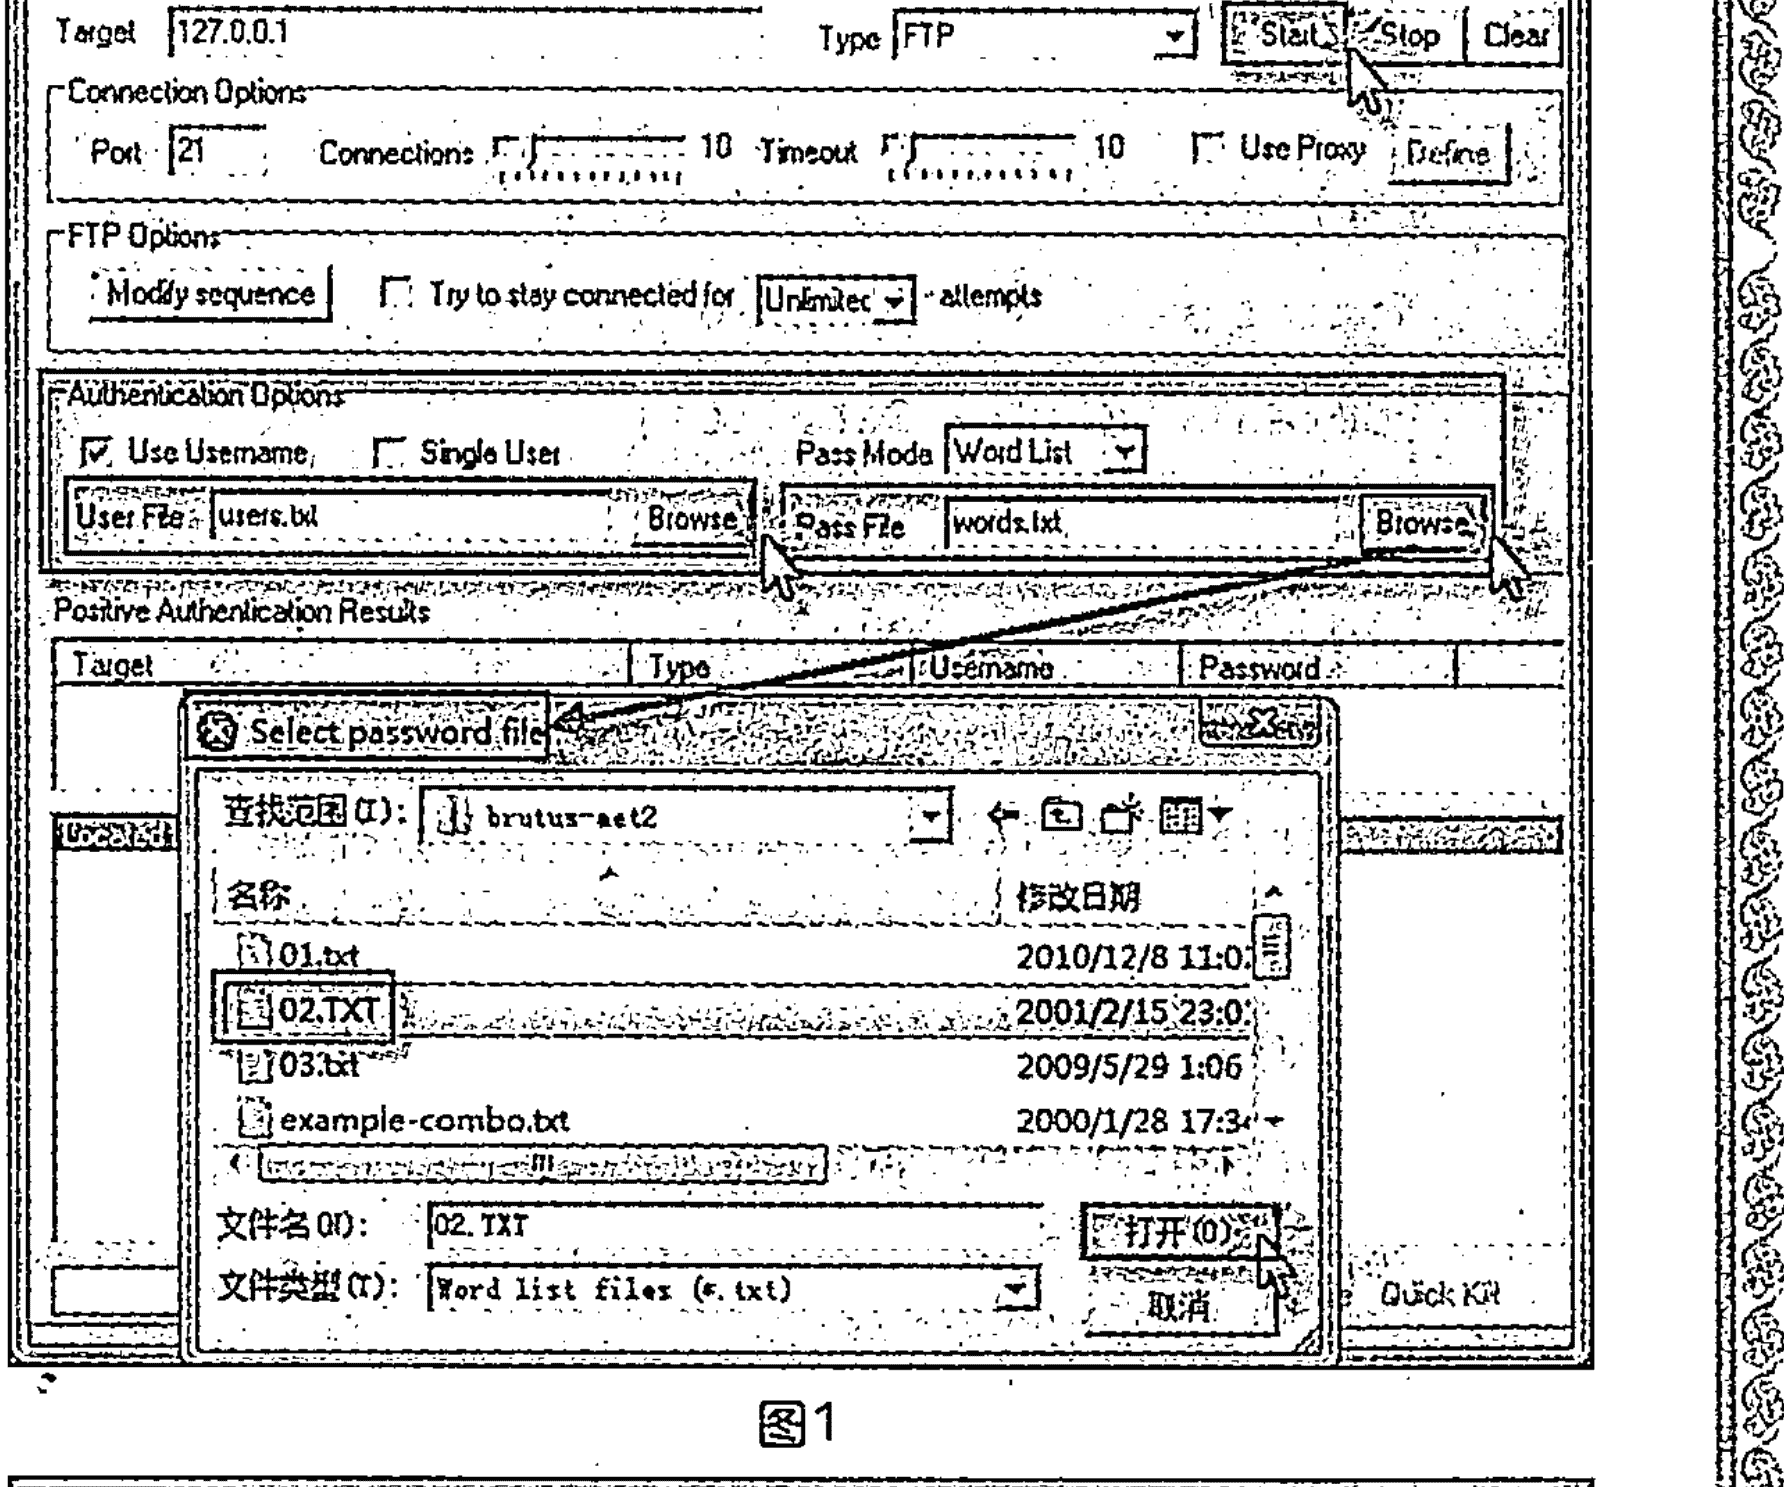 Target 127.0.0.1 Type FTP Start Stop Clear
Connection Options
Port 21 Connections 10 Timeout 10 Use Proxy Define
FTP Options
Modify sequence Try to stay connected for Unlimitec attempts
Authentication Options
Use Username Single User Pass Mode Word List
User File users.txt Browse Pass File words.txt Browse
Positive Authentication Results
Target Type Username Password
Select password file
查找范围(I): brutus-aet2
Located
名称 修改日期
01.txt 2010/12/8 11:0
02.TXT 2001/2/15 23:0
03.txt 2009/5/29 1:06
example-combo.txt 2000/1/28 17:3
文件名(N): 02.TXT 打开(O)
文件类型(T): Word list files (*.txt) 取消
Quick Kill
图1